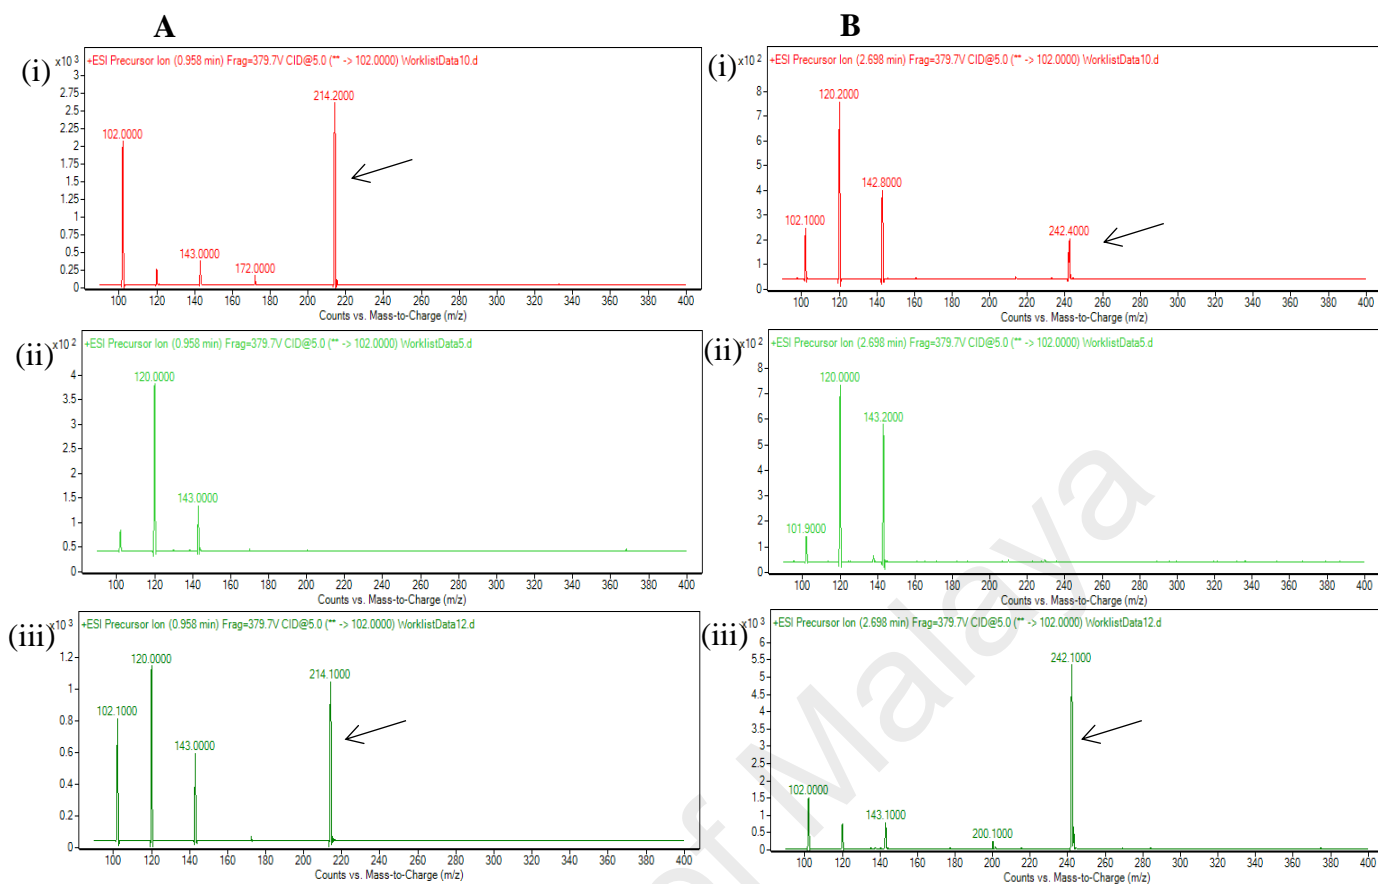 A
B
(i)
x10 3
+ESI Precursor Ion (0.958 min) Frag=379.7V CID@5.0 (** -> 102.0000) WorklistData10.d
3
2.75
2.5
2.25
2
1.75
1.5
1.25
1
0.75
0.5
0.25
0
102.0000
143.0000
172.0000
214.2000
100 120 140 160 180 200 220 240 260 280 300 320 340 360 380 400
Counts vs. Mass-to-Charge (m/z)
(i)
x10 2
+ESI Precursor Ion (2.698 min) Frag=379.7V CID@5.0 (** -> 102.0000) WorklistData10.d
8
7
6
5
4
3
2
1
0
102.1000
120.2000
142.8000
242.4000
100 120 140 160 180 200 220 240 260 280 300 320 340 360 380 400
Counts vs. Mass-to-Charge (m/z)
(ii)
x10 2
+ESI Precursor Ion (0.958 min) Frag=379.7V CID@5.0 (** -> 102.0000) WorklistData5.d
4
3.5
3
2.5
2
1.5
1
0.5
0
120.0000
143.0000
100 120 140 160 180 200 220 240 260 280 300 320 340 360 380 400
Counts vs. Mass-to-Charge (m/z)
(ii)
x10 2
+ESI Precursor Ion (2.698 min) Frag=379.7V CID@5.0 (** -> 102.0000) WorklistData5.d
8
7
6
5
4
3
2
1
0
101.9000
120.0000
143.2000
100 120 140 160 180 200 220 240 260 280 300 320 340 360 380 400
Counts vs. Mass-to-Charge (m/z)
(iii)
x10 3
+ESI Precursor Ion (0.958 min) Frag=379.7V CID@5.0 (** -> 102.0000) WorklistData12.d
1.2
1
0.8
0.6
0.4
0.2
0
102.1000
120.0000
143.0000
214.1000
100 120 140 160 180 200 220 240 260 280 300 320 340 360 380 400
Counts vs. Mass-to-Charge (m/z)
(iii)
x10 3
+ESI Precursor Ion (2.698 min) Frag=379.7V CID@5.0 (** -> 102.0000) WorklistData12.d
6
5.5
5
4.5
4
3.5
3
2.5
2
1.5
1
0.5
0
102.0000
143.1000
200.1000
242.1000
100 120 140 160 180 200 220 240 260 280 300 320 340 360 380 400
Counts vs. Mass-to-Charge (m/z)
of Malaya